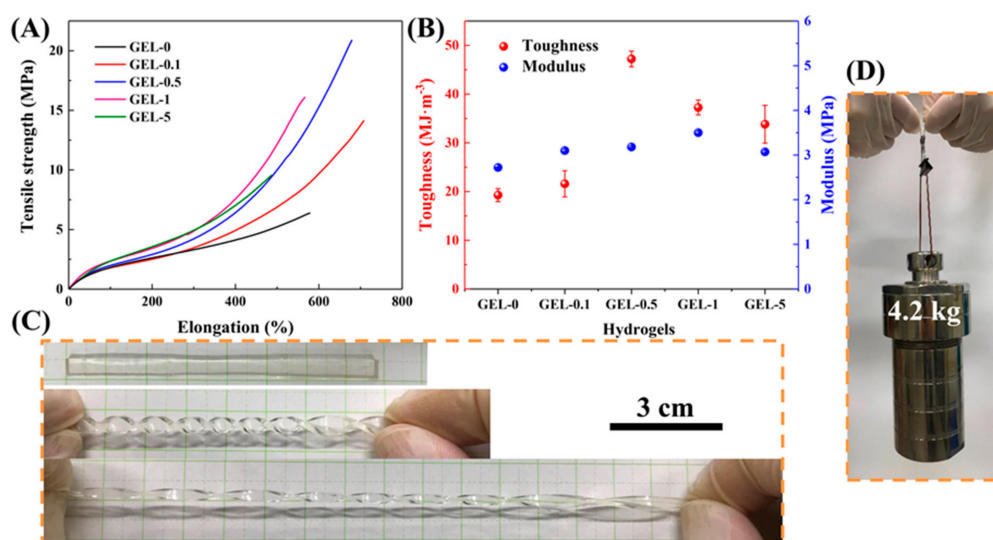 (A)
GEL-0
GEL-0.1
GEL-0.5
GEL-1
GEL-5
Tensile strength (MPa)
20
15
10
5
0
0 200 400 600 800
Elongation (%)
(B)
Toughness
Modulus
Toughness (MJ·m⁻³)
50
40
30
20
10
0
Modulus (MPa)
6
5
4
3
2
1
0
GEL-0 GEL-0.1 GEL-0.5 GEL-1 GEL-5
Hydrogels
(C)
3 cm
(D)
4.2 kg